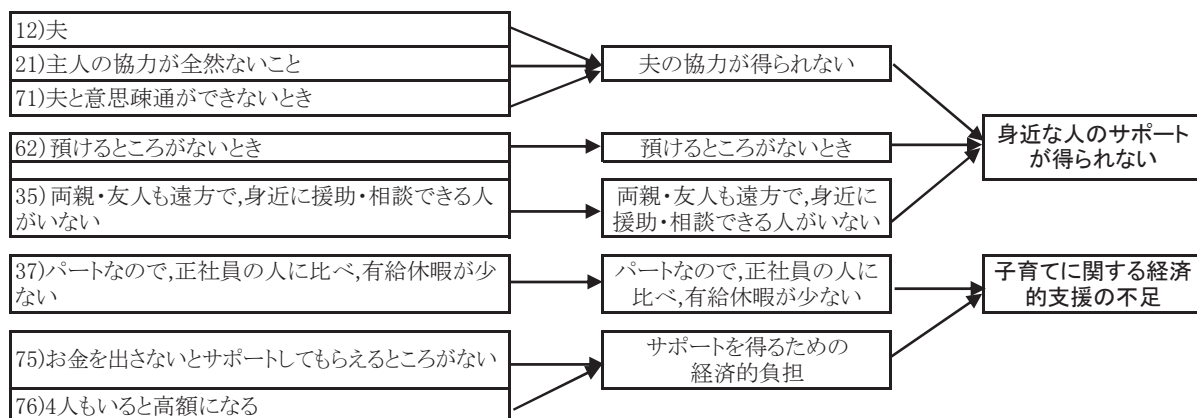 12)夫
21)主人の協力が全然ないこと
71)夫と意思疎通ができないとき
夫の協力が得られない
62)預けるところがないとき
預けるところがないとき
35)両親・友人も遠方で,身近に援助・相談できる人
がいない
両親・友人も遠方で,身近に
援助・相談できる人がいない
身近な人のサポート
が得られない
37)パートなので,正社員の人に比べ,有給休暇が少
ない
パートなので,正社員の人に
比べ,有給休暇が少ない
75)お金を出さないとサポートしてもらえるところがない
76)4人もいると高額になる
サポートを得るための
経済的負担
子育てに関する経済
的支援の不足